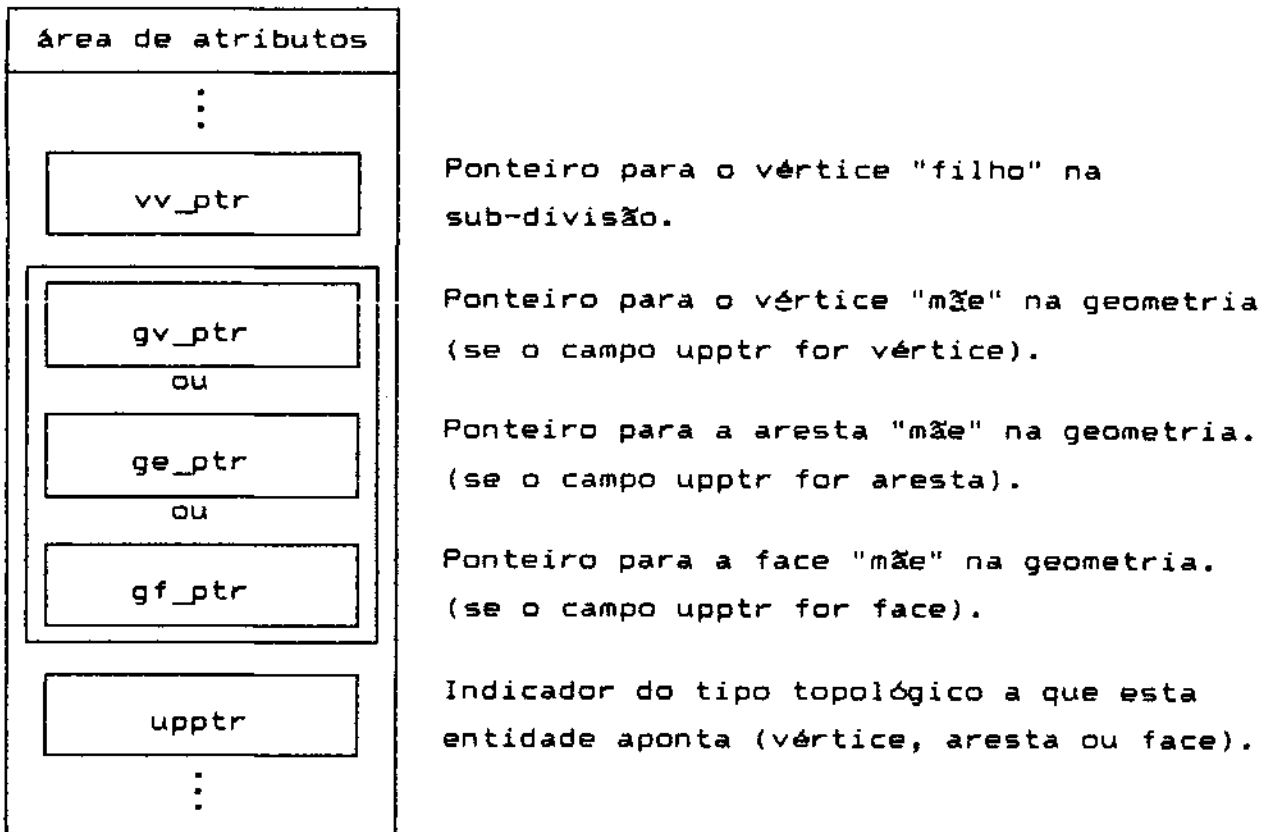 área de atributos
vv_ptr
Ponteiro para o vértice "filho" na
sub-divisão.
gv_ptr
Ponteiro para o vértice "mãe" na geometria
(se o campo upptr for vértice).
ou
ge_ptr
Ponteiro para a aresta "mãe" na geometria.
(se o campo upptr for aresta).
ou
gf_ptr
Ponteiro para a face "mãe" na geometria.
(se o campo upptr for face).
upptr
Indicador do tipo topológico a que esta
entidade aponta (vértice, aresta ou face).